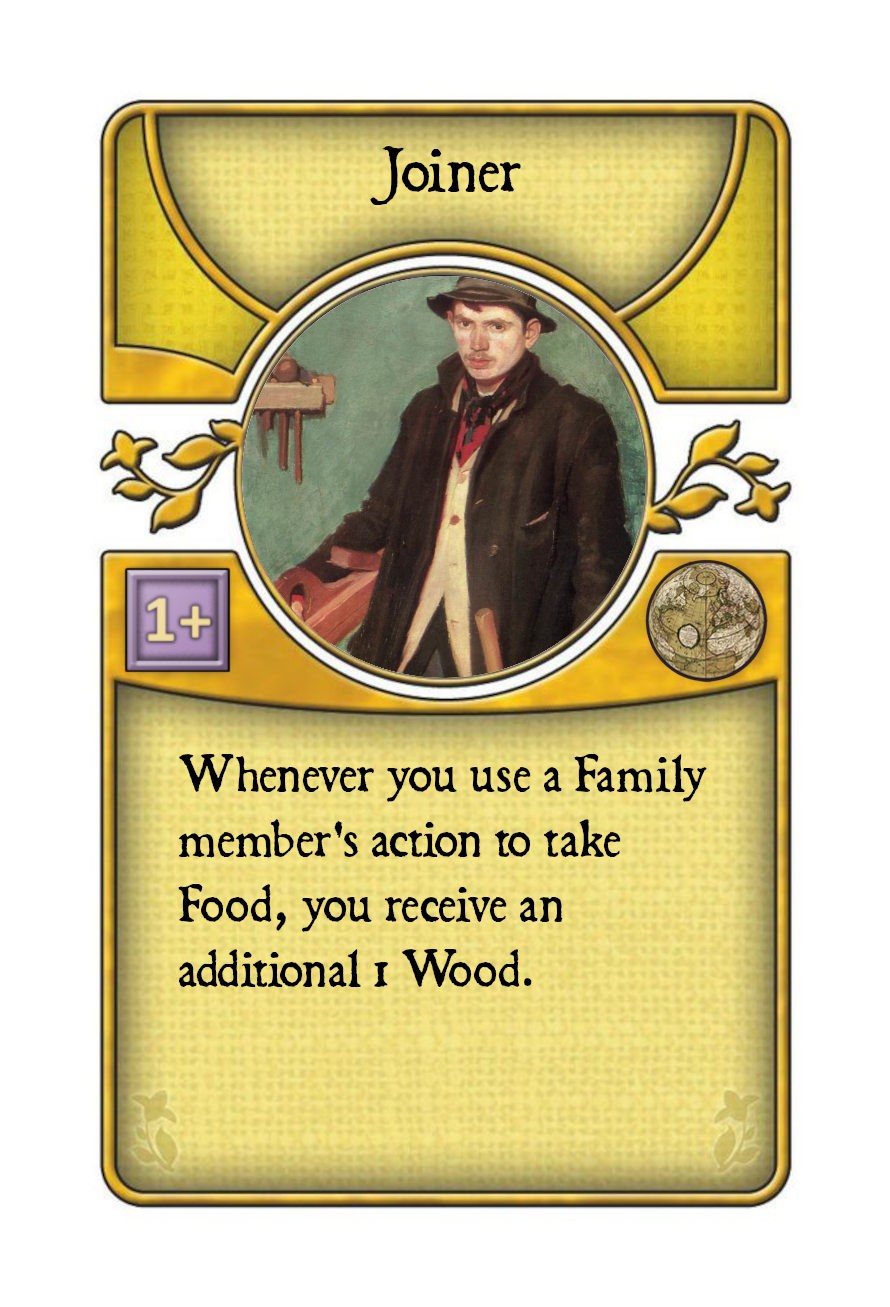 Joiner
1+
Whenever you use a Family
member's action to take
Food, you receive an
additional 1 Wood.